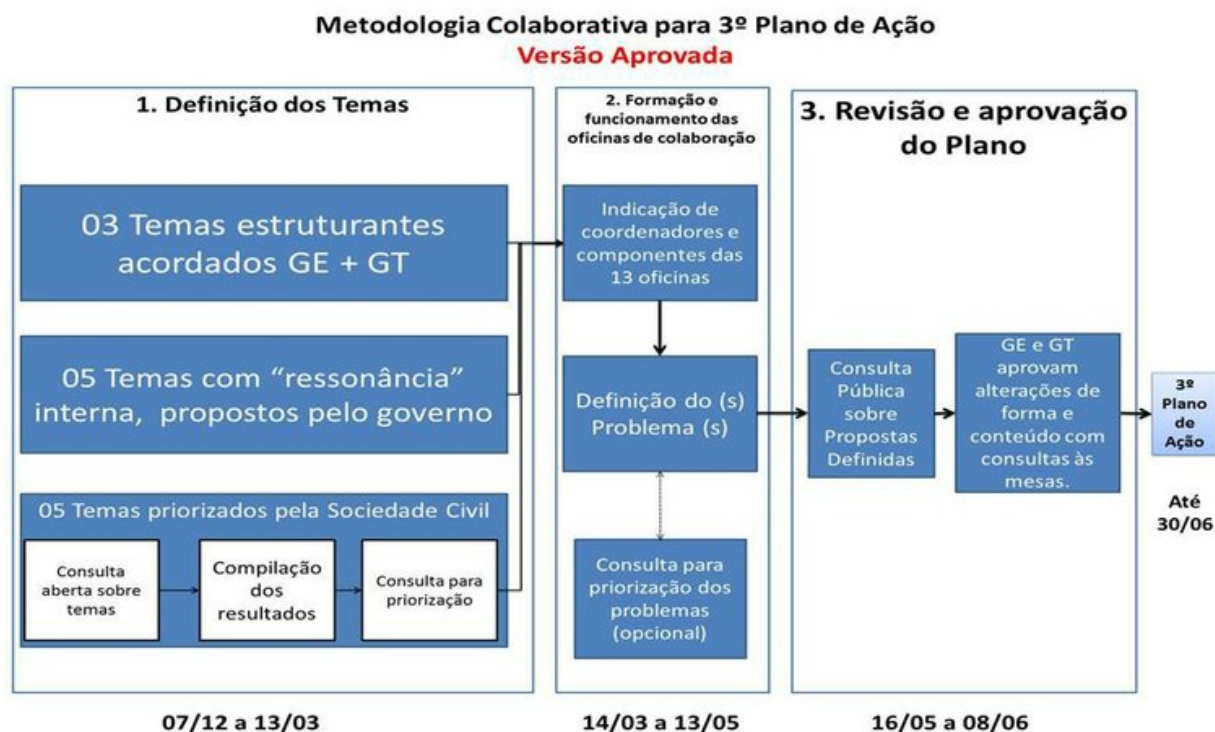 Metodologia Colaborativa para 3º Plano de Ação
Versão Aprovada
1. Definição dos Temas
03 Temas estruturantes
acordados GE + GT
05 Temas com “ressonância”
interna, propostos pelo governo
05 Temas priorizados pela Sociedade Civil
Consulta
aberta sobre
temas
Compilação
dos
resultados
Consulta para
priorização
07/12 a 13/03
2. Formação e
funcionamento das
oficinas de colaboração
Indicação de
coordenadores e
componentes das
13 oficinas
Definição do (s)
Problema (s)
Consulta para
priorização dos
problemas
(opcional)
14/03 a 13/05
3. Revisão e aprovação
do Plano
Consulta
Pública
sobre
Propostas
Definidas
GE e GT
aprovam
alterações de
forma e
conteúdo com
consultas às
mesas.
16/05 a 08/06
3º
Plano
de
Ação
Até
30/06